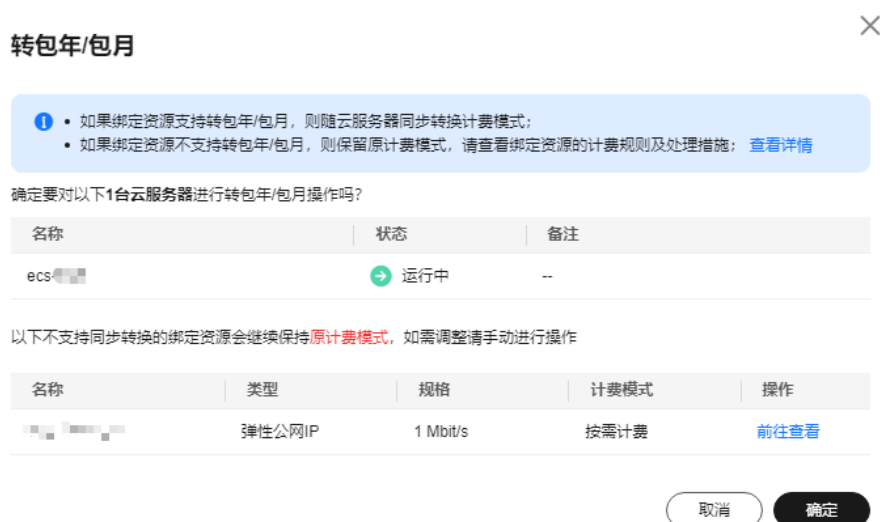 转包年/包月
如果绑定资源支持转包年/包月，则随云服务器同步转换计费模式；
如果绑定资源不支持转包年/包月，则保留原计费模式，请查看绑定资源的计费规则及处理措施； 查看详情
确定要对以下1台云服务器进行转包年/包月操作吗？
名称 状态 备注
ecs- 运行中 --
以下不支持同步转换的绑定资源会继续保持原计费模式，如需调整请手动进行操作
名称 类型 规格 计费模式 操作
弹性公网IP 1 Mbit/s 按需计费 前往查看
取消 确定